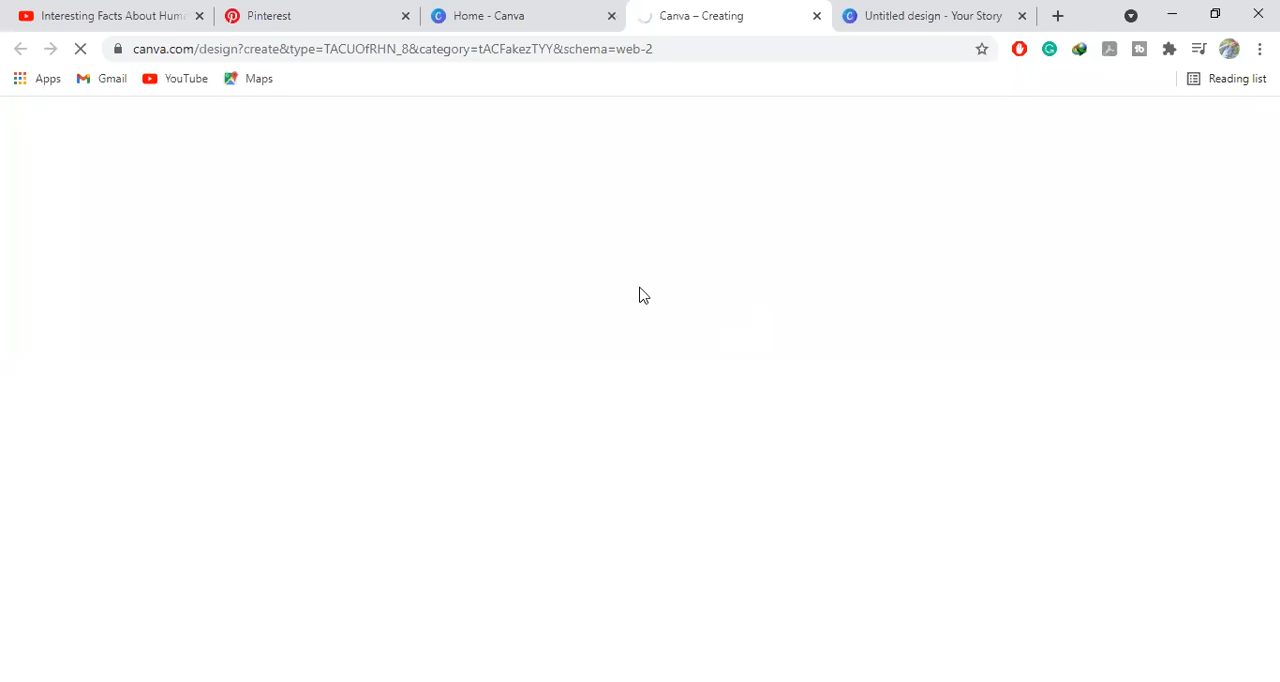 Interesting Facts About Hum
Pinterest
Home - Canva
Canva – Creating
Untitled design - Your Story
canva.com/design?create&type=TACUOfRHN_8&category=tACFakezTYY&schema=web-2
Apps
Gmail
YouTube
Maps
Reading list